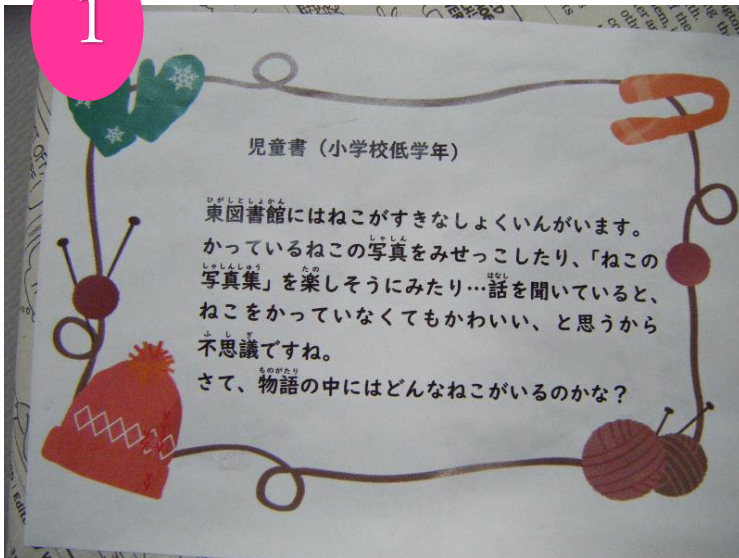 1
児童書（小学校低学年）
東図書館にはねこがすきなしょくいんがいます。
かっているねこの写真をみせっこしたり、「ねこの
写真集」を楽しそうにみたり…話を聞いていると、
ねこをかっていなくてもかわいい、と思うから
不思議ですね。
さて、物語の中にはどんなねこがいるのかな？